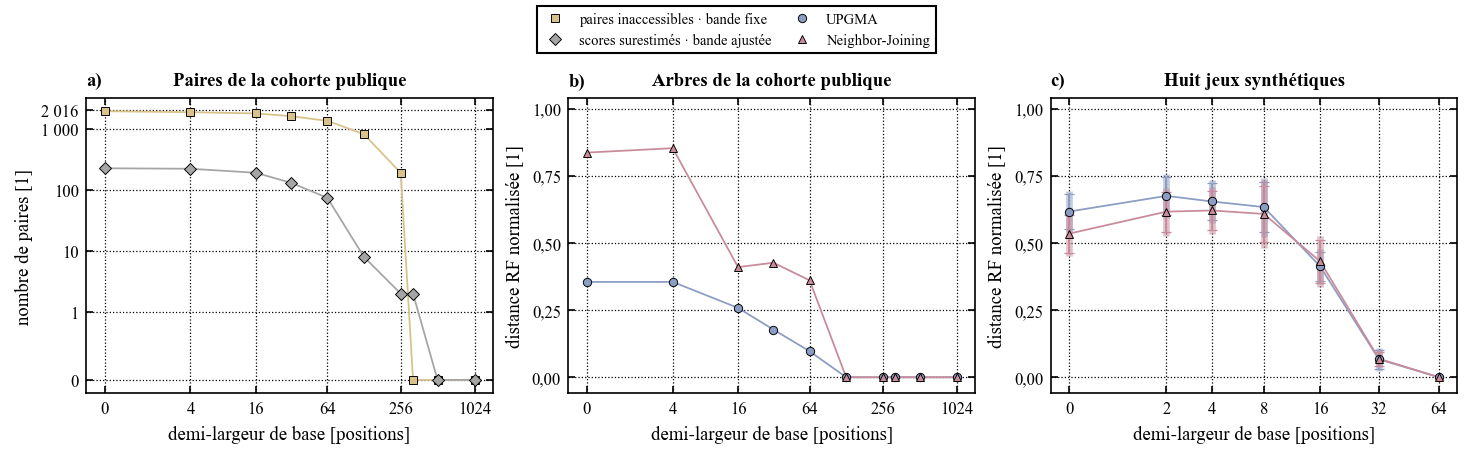 paires inaccessibles · bande fixe
scores surestimés · bande ajustée
UPGMA
Neighbor-Joining
a)
Paires de la cohorte publique
nombre de paires [1]
2 016
1 000
100
10
1
0
0 4 16 64 256 1024
demi-largeur de base [positions]
b)
Arbres de la cohorte publique
distance RF normalisée [1]
1,00
0,75
0,50
0,25
0,00
0 4 16 64 256 1024
demi-largeur de base [positions]
c)
Huit jeux synthétiques
distance RF normalisée [1]
1,00
0,75
0,50
0,25
0,00
0 2 4 8 16 32 64
demi-largeur de base [positions]